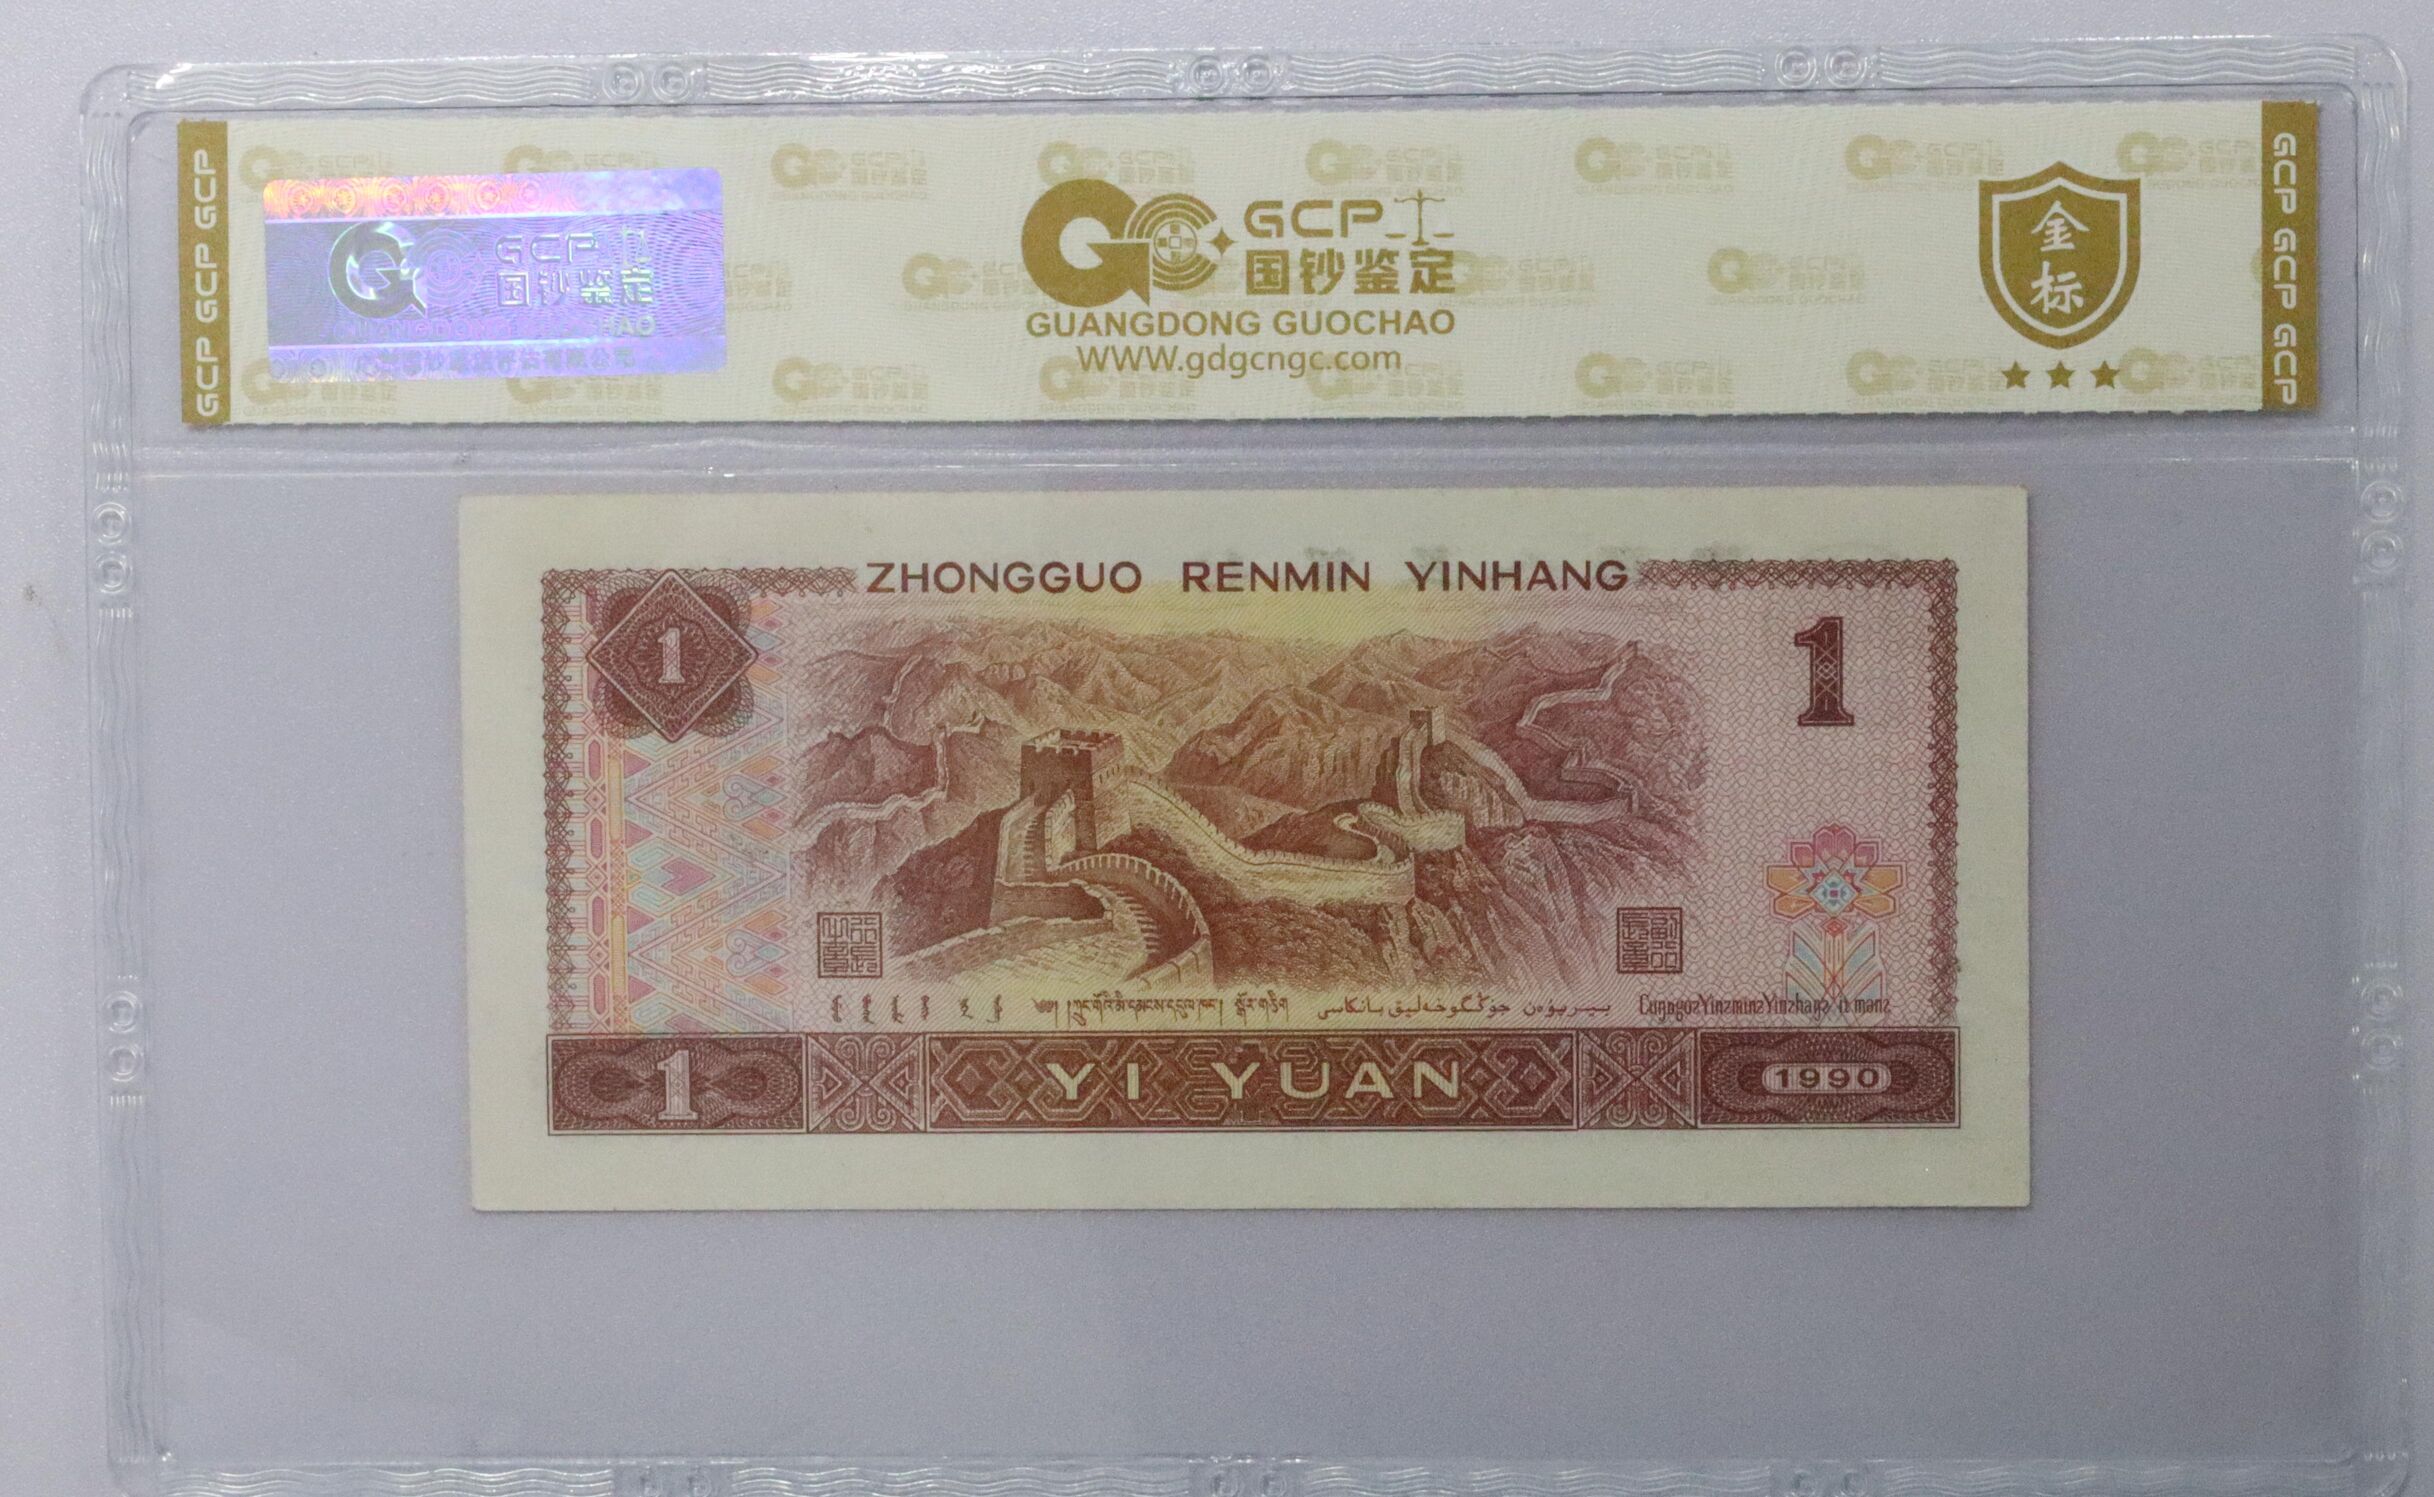 GCP GCP GCP
GCP
国钞鉴定
GUANGDONG GUOCHAO
GCP
国钞鉴定
GUANGDONG GUOCHAO
WWW.gdgcngc.com
金
标
GCP GCP GCP
ZHONGGUO RENMIN YINHANG
1
1
1
YI YUAN
1990